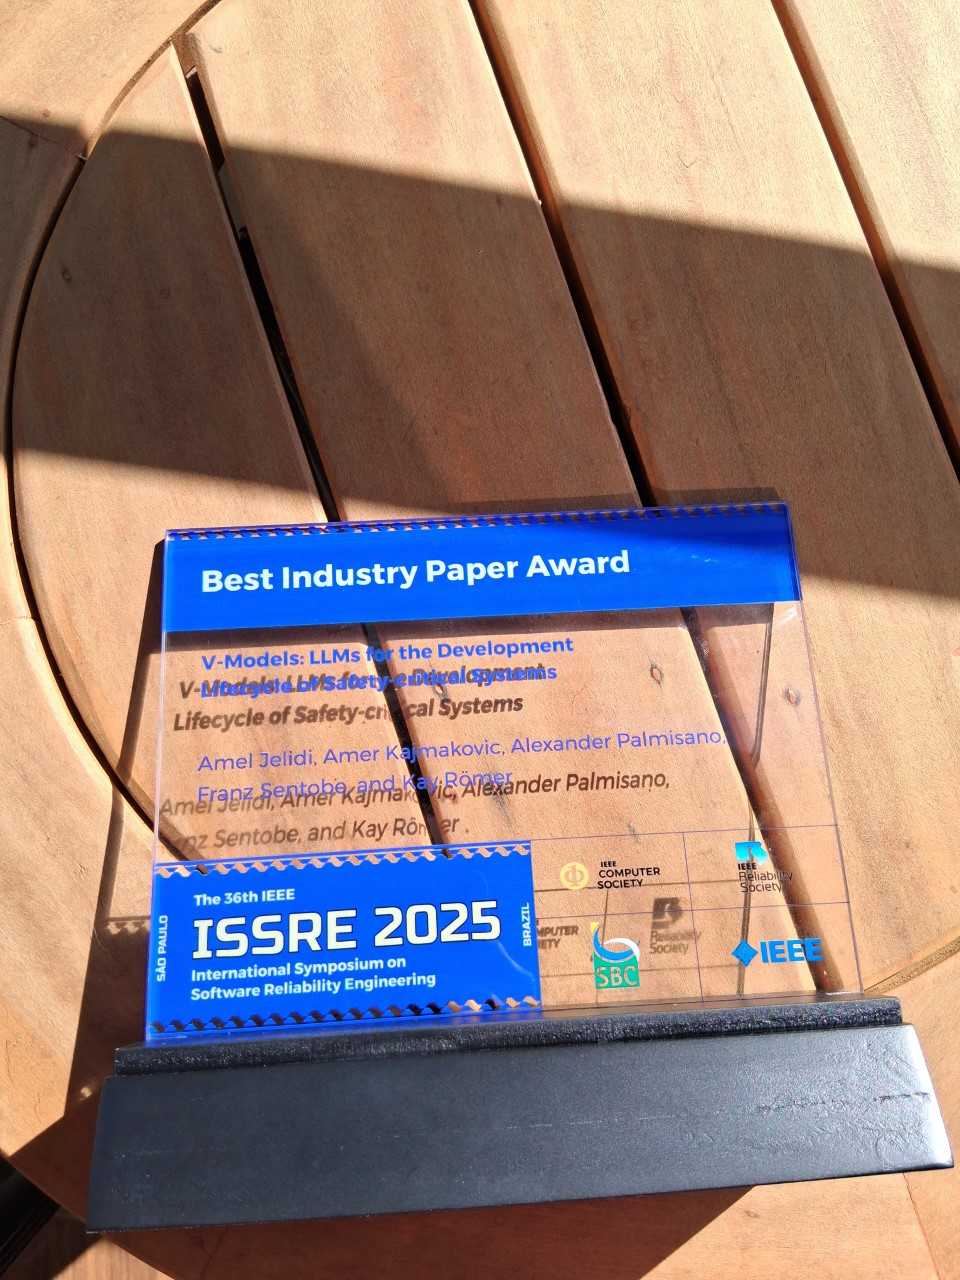 Best Industry Paper Award
V-Models: LLMs for the Development
Lifecycle of Safety-critical Systems
Amel Jelidi, Amer Kajmakovic, Alexander Palmisano,
Franz Sentobe, and Kay Römer
The 36th IEEE
ISSRE 2025
International Symposium on
Software Reliability Engineering
SÃO PAULO
BRAZIL
IEEE
COMPUTER
SOCIETY
IEEE
Reliability
Society
SBC
IEEE